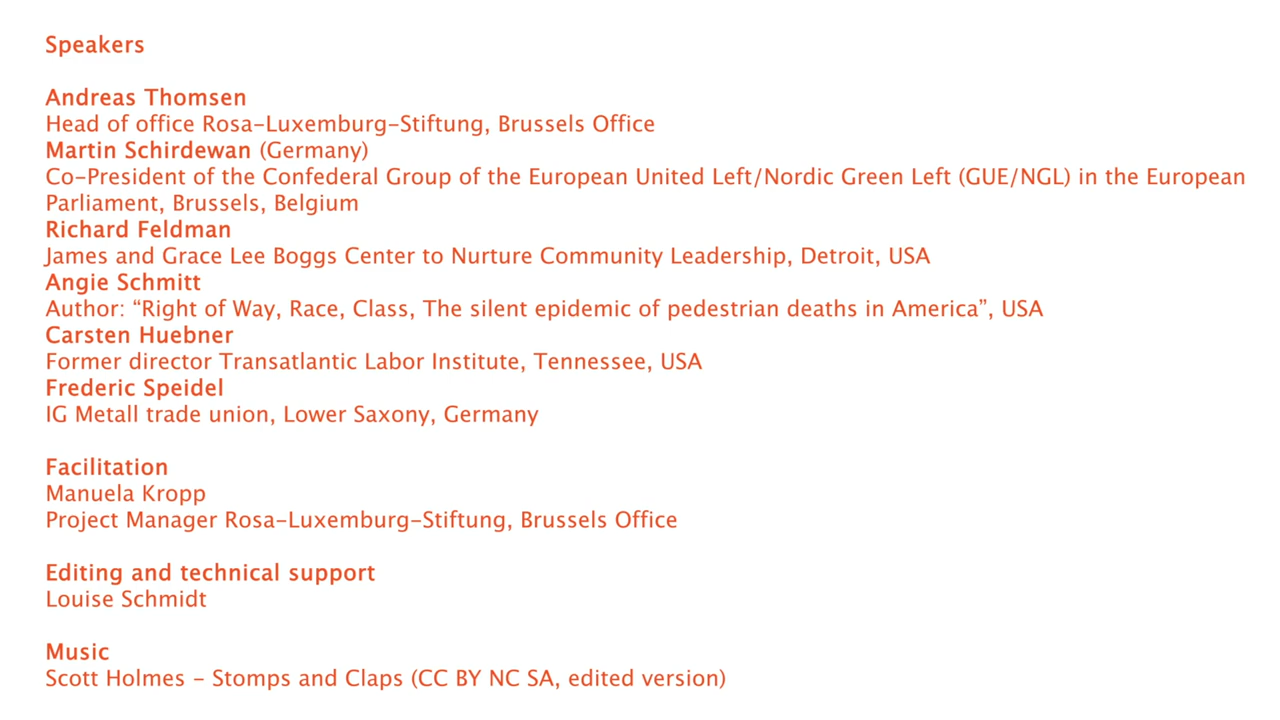 Speakers
Andreas Thomsen
Head of office Rosa-Luxemburg-Stiftung, Brussels Office
Martin Schirdewan (Germany)
Co-President of the Confederal Group of the European United Left/Nordic Green Left (GUE/NGL) in the European
Parliament, Brussels, Belgium
Richard Feldman
James and Grace Lee Boggs Center to Nurture Community Leadership, Detroit, USA
Angie Schmitt
Author: “Right of Way, Race, Class, The silent epidemic of pedestrian deaths in America”, USA
Carsten Huebner
Former director Transatlantic Labor Institute, Tennessee, USA
Frederic Speidel
IG Metall trade union, Lower Saxony, Germany
Facilitation
Manuela Kropp
Project Manager Rosa-Luxemburg-Stiftung, Brussels Office
Editing and technical support
Louise Schmidt
Music
Scott Holmes - Stomps and Claps (CC BY NC SA, edited version)